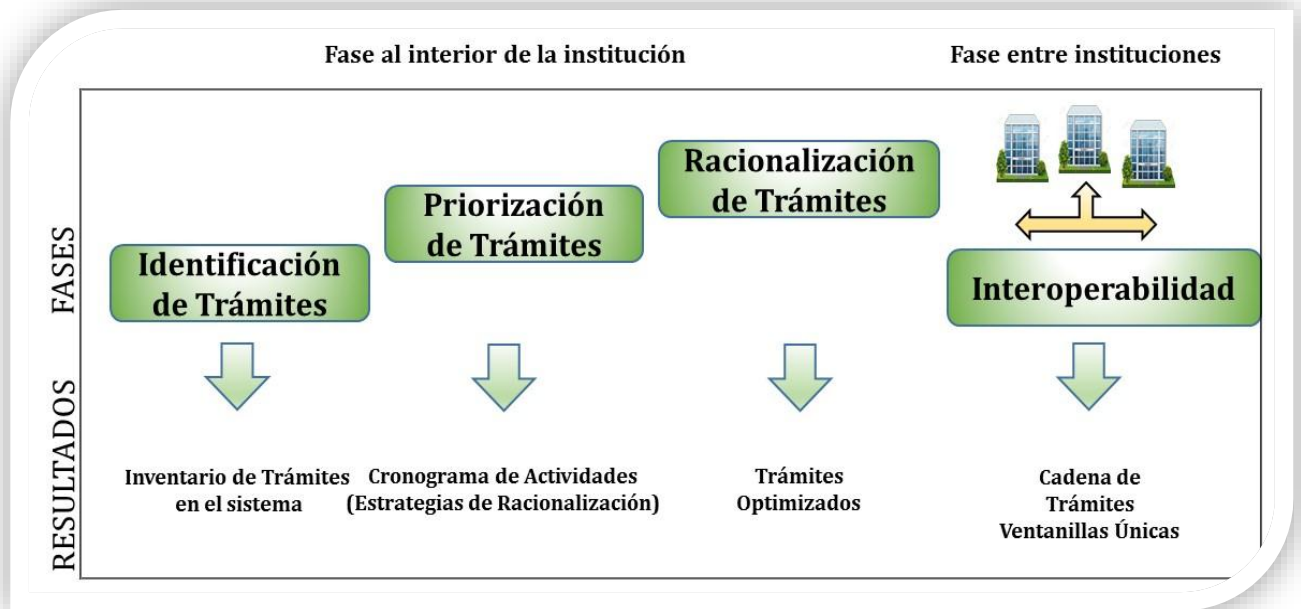 Fase al interior de la institución
Fase entre instituciones
FASES
Identificación
de Trámites
Priorización
de Trámites
Racionalización
de Trámites
Interoperabilidad
RESULTADOS
Inventario de Trámites
en el sistema
Cronograma de Actividades
(Estrategias de Racionalización)
Trámites
Optimizados
Cadena de
Trámites
Ventanillas Únicas